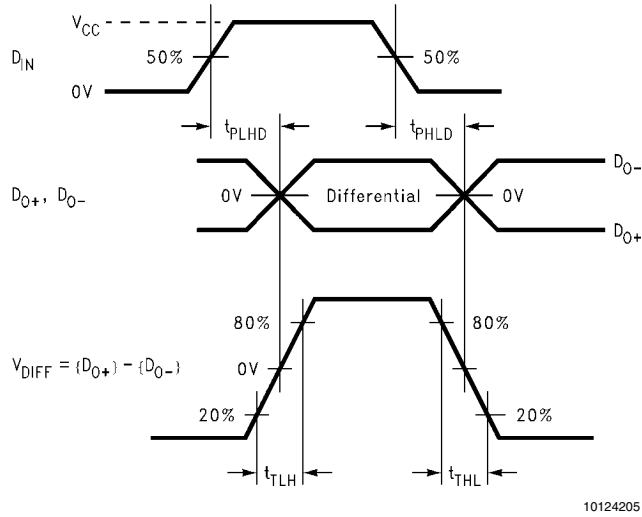 V_CC
D_IN
50%
50%
0V
t_PLHD
t_PHLD
D_O+, D_O−
0V
Differential
0V
D_O−
D_O+
80%
80%
V_DIFF = {D_O+} − {D_O−}
0V
20%
20%
t_TLH
t_THL
10124205